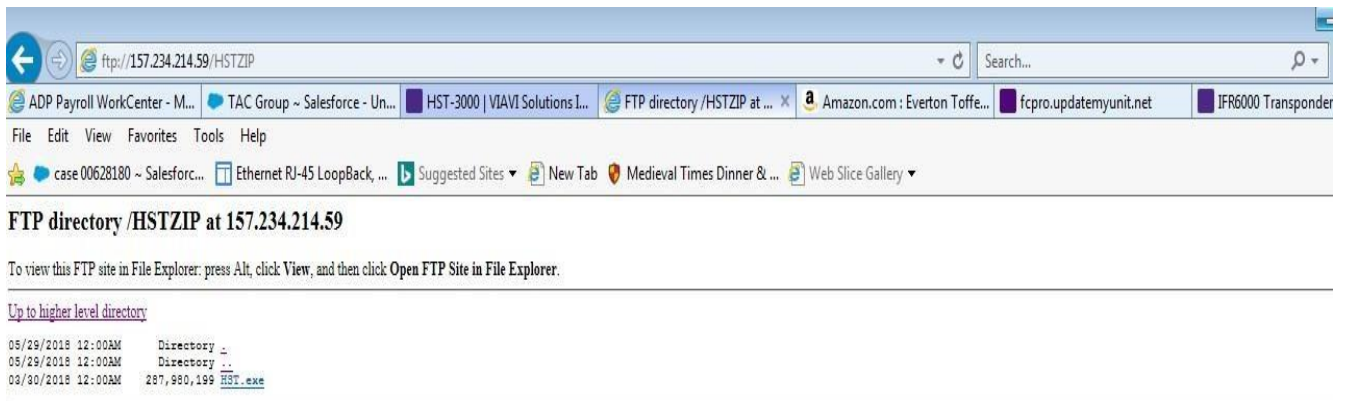 ftp://157.234.214.59/HSTZIP
Search...
ADP Payroll WorkCenter - M... TAC Group ~ Salesforce - Un... HST-3000 | VIAVI Solutions I... FTP directory /HSTZIP at ... × Amazon.com : Everton Toffe... fcpro.updatemyunit.net IFR6000 Transponder
File Edit View Favorites Tools Help
case 00628180 ~ Salesforc... Ethernet RJ-45 LoopBack, ... Suggested Sites New Tab Medieval Times Dinner & ... Web Slice Gallery
FTP directory /HSTZIP at 157.234.214.59
To view this FTP site in File Explorer: press Alt, click View, and then click Open FTP Site in File Explorer.
Up to higher level directory
05/29/2018 12:00AM Directory .
05/29/2018 12:00AM Directory ..
03/30/2018 12:00AM 287,980,199 HST.exe